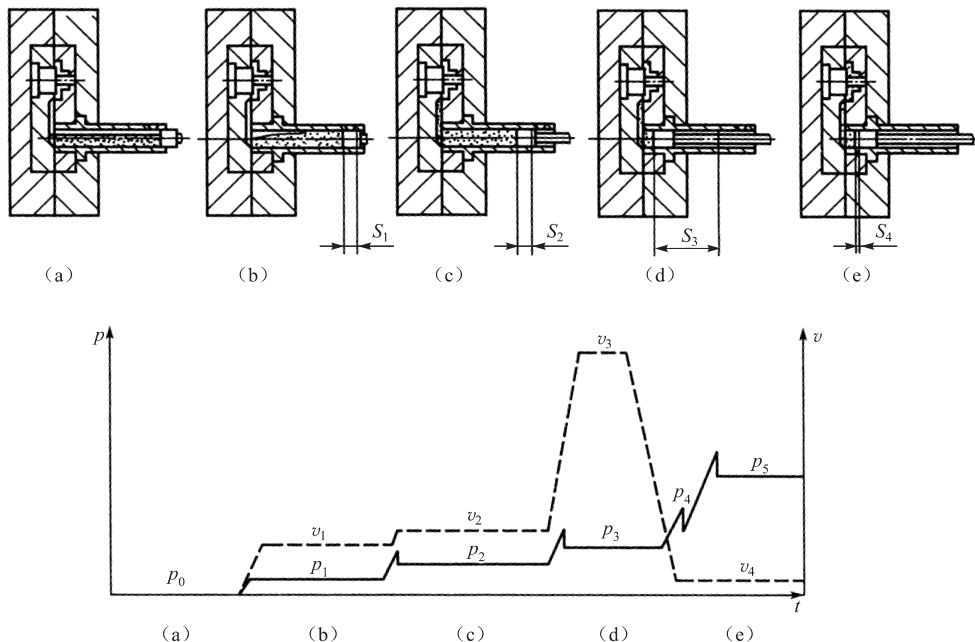 S1 S2 S3 S4
（a） （b） （c） （d） （e）
p v
v3
p5
p4
v2
v1 p3
p2
p1
p0 v4
t
（a） （b） （c） （d） （e）